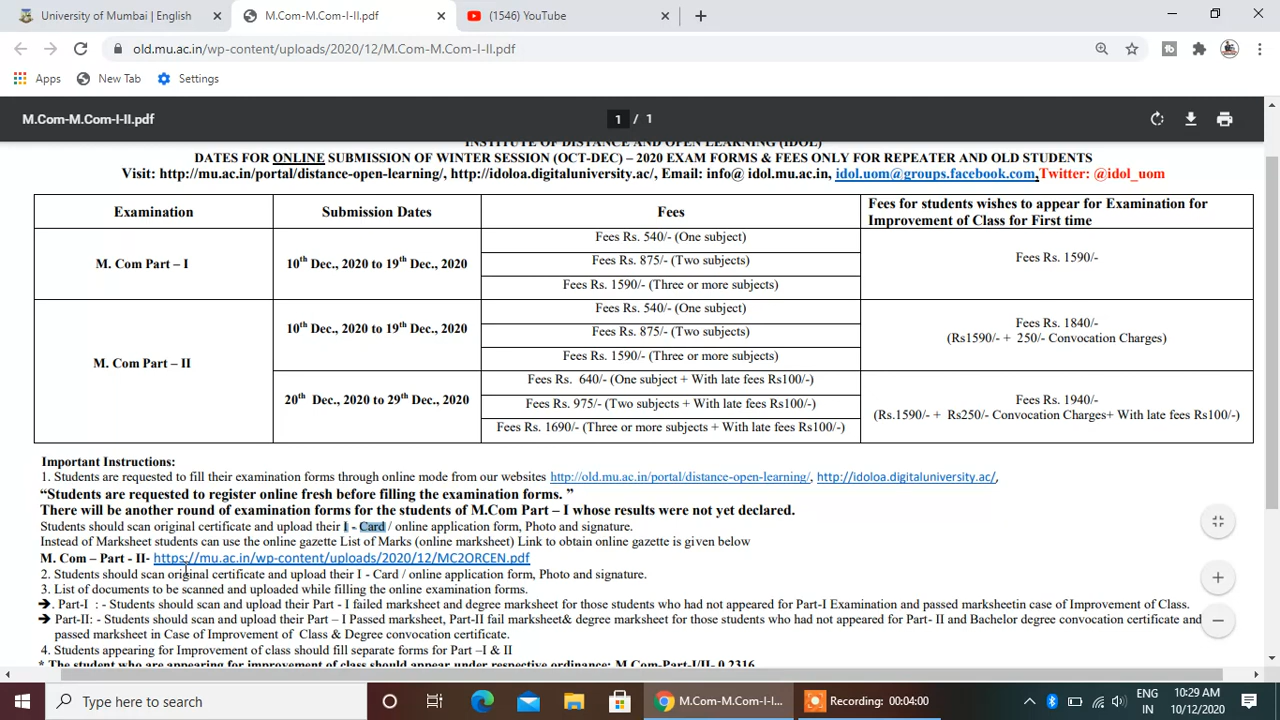 University of Mumbai | English
M.Com-M.Com-I-II.pdf
(1546) YouTube
old.mu.ac.in/wp-content/uploads/2020/12/M.Com-M.Com-I-II.pdf
Apps
New Tab
Settings
M.Com-M.Com-I-II.pdf
1 / 1
INSTITUTE OF DISTANCE AND OPEN LEARNING (IDOL)
DATES FOR ONLINE SUBMISSION OF WINTER SESSION (OCT-DEC) – 2020 EXAM FORMS & FEES ONLY FOR REPEATER AND OLD STUDENTS
Visit: http://mu.ac.in/portal/distance-open-learning/, http://idoloa.digitaluniversity.ac/, Email: info@ idol.mu.ac.in, idol.uom@groups.facebook.com,Twitter: @idol_uom
Examination
Submission Dates
Fees
Fees for students wishes to appear for Examination for
Improvement of Class for First time
M. Com Part – I
10th Dec., 2020 to 19th Dec., 2020
Fees Rs. 540/- (One subject)
Fees Rs. 875/- (Two subjects)
Fees Rs. 1590/- (Three or more subjects)
Fees Rs. 1590/-
M. Com Part – II
10th Dec., 2020 to 19th Dec., 2020
Fees Rs. 540/- (One subject)
Fees Rs. 875/- (Two subjects)
Fees Rs. 1590/- (Three or more subjects)
Fees Rs. 1840/-
(Rs1590/- + 250/- Convocation Charges)
20th Dec., 2020 to 29th Dec., 2020
Fees Rs. 640/- (One subject + With late fees Rs100/-)
Fees Rs. 975/- (Two subjects + With late fees Rs100/-)
Fees Rs. 1690/- (Three or more subjects + With late fees Rs100/-)
Fees Rs. 1940/-
(Rs.1590/- + Rs250/- Convocation Charges+ With late fees Rs100/-)
Important Instructions:
1. Students are requested to fill their examination forms through online mode from our websites http://old.mu.ac.in/portal/distance-open-learning/, http://idoloa.digitaluniversity.ac/,
“Students are requested to register online fresh before filling the examination forms. ”
There will be another round of examination forms for the students of M.Com Part – I whose results were not yet declared.
Students should scan original certificate and upload their I - Card / online application form, Photo and signature.
Instead of Marksheet students can use the online gazette List of Marks (online marksheet) Link to obtain online gazette is given below
M. Com – Part - II- https://mu.ac.in/wp-content/uploads/2020/12/MC2ORCEN.pdf
2. Students should scan original certificate and upload their I - Card / online application form, Photo and signature.
3. List of documents to be scanned and uploaded while filling the online examination forms.
➔. Part-I : - Students should scan and upload their Part - I failed marksheet and degree marksheet for those students who had not appeared for Part-I Examination and passed marksheetin case of Improvement of Class.
➔ Part-II: - Students should scan and upload their Part – I Passed marksheet, Part-II fail marksheet& degree marksheet for those students who had not appeared for Part- II and Bachelor degree convocation certificate and
passed marksheet in Case of Improvement of Class & Degree convocation certificate.
4. Students appearing for Improvement of class should fill separate forms for Part –I & II
* The student who are appearing for improvement of class should appear under respective ordinance: M.Com-Part-I/II- 0.2316
Type here to search
M.Com-M.Com-I-I...
Recording: 00:04:00
ENG
IN
10:29 AM
10/12/2020